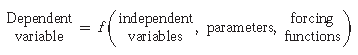 Dependent variable = f(independent variables, parameters, forcing functions)